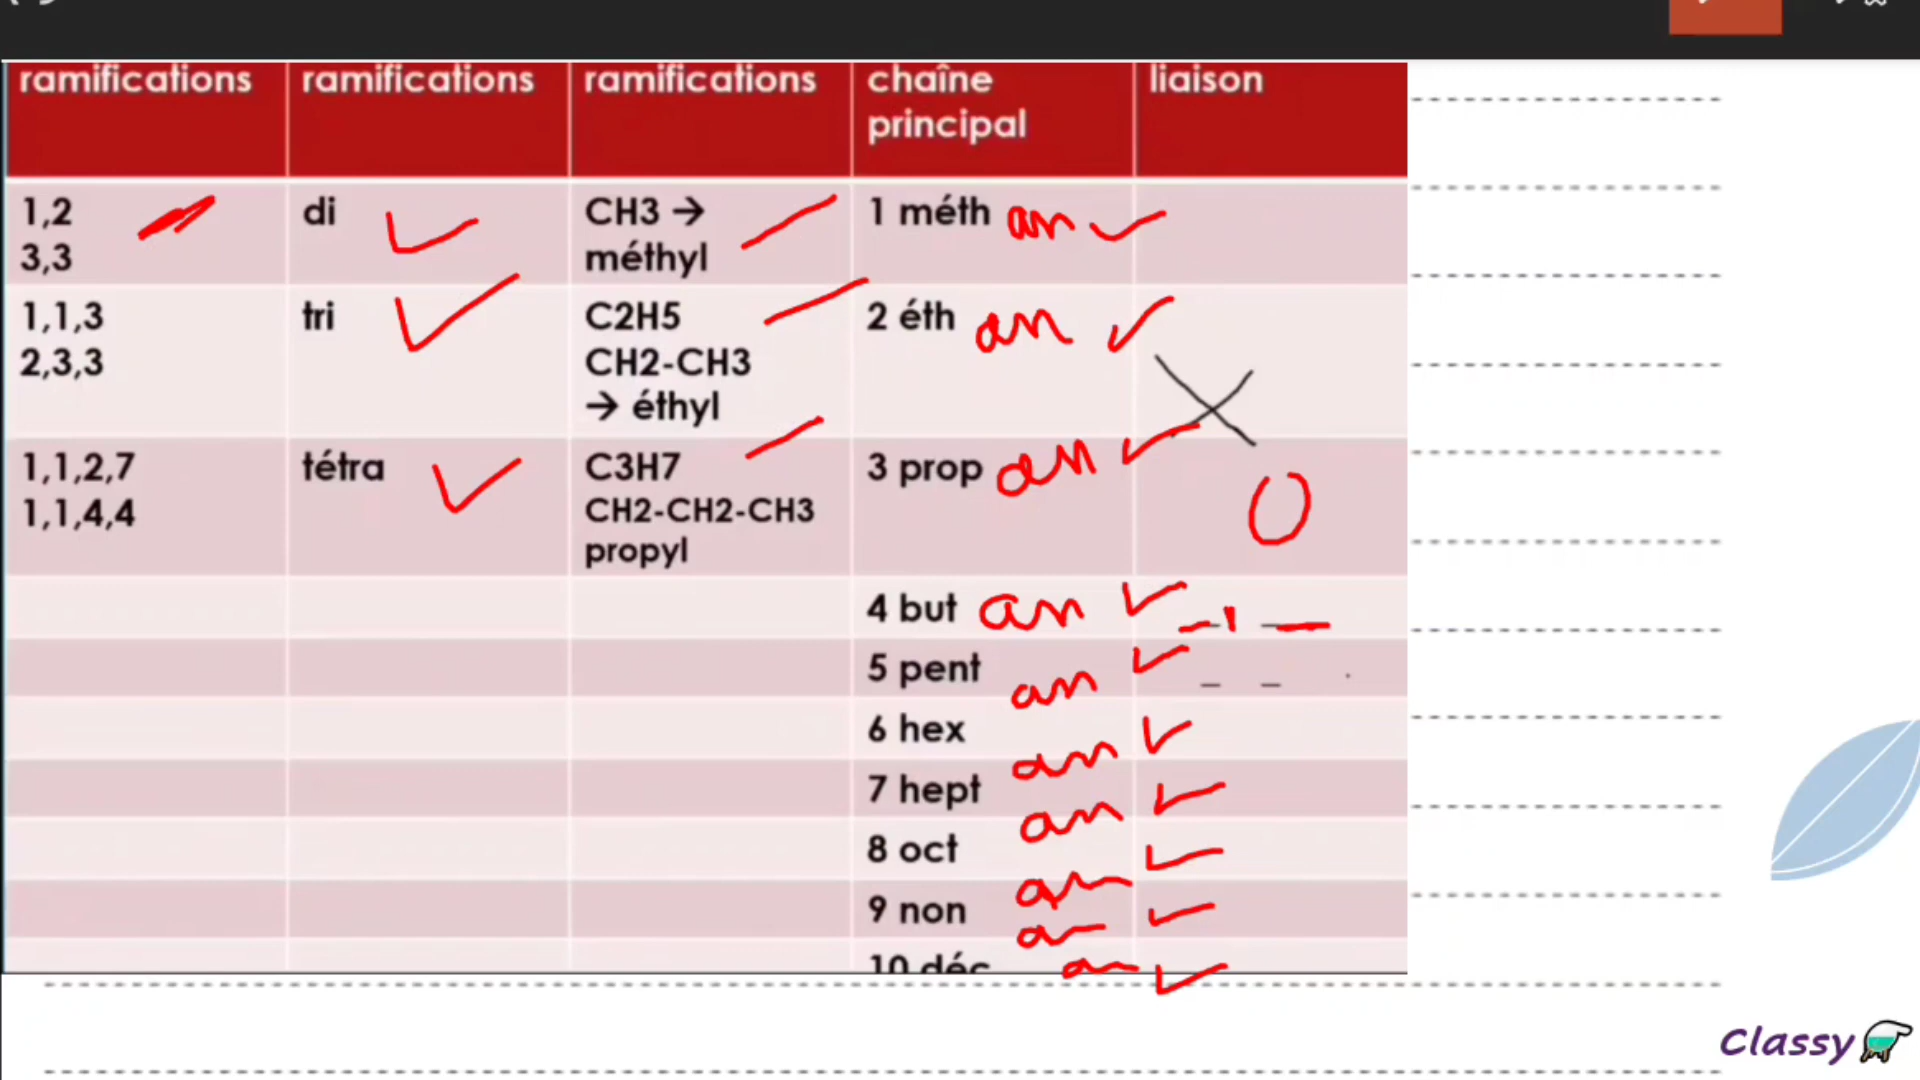 ramifications ramifications ramifications chaîne liaison
principal
1,2 di CH3 → 1 méth an
3,3 méthyl
1,1,3 tri C2H5 2 éth an
2,3,3 CH2-CH3
→ éthyl
1,1,2,7 tétra C3H7 3 prop an
1,1,4,4 CH2-CH2-CH3
propyl
0
4 but an
5 pent an
6 hex an
7 hept an
8 oct an
9 non an
10 déc an
Classy